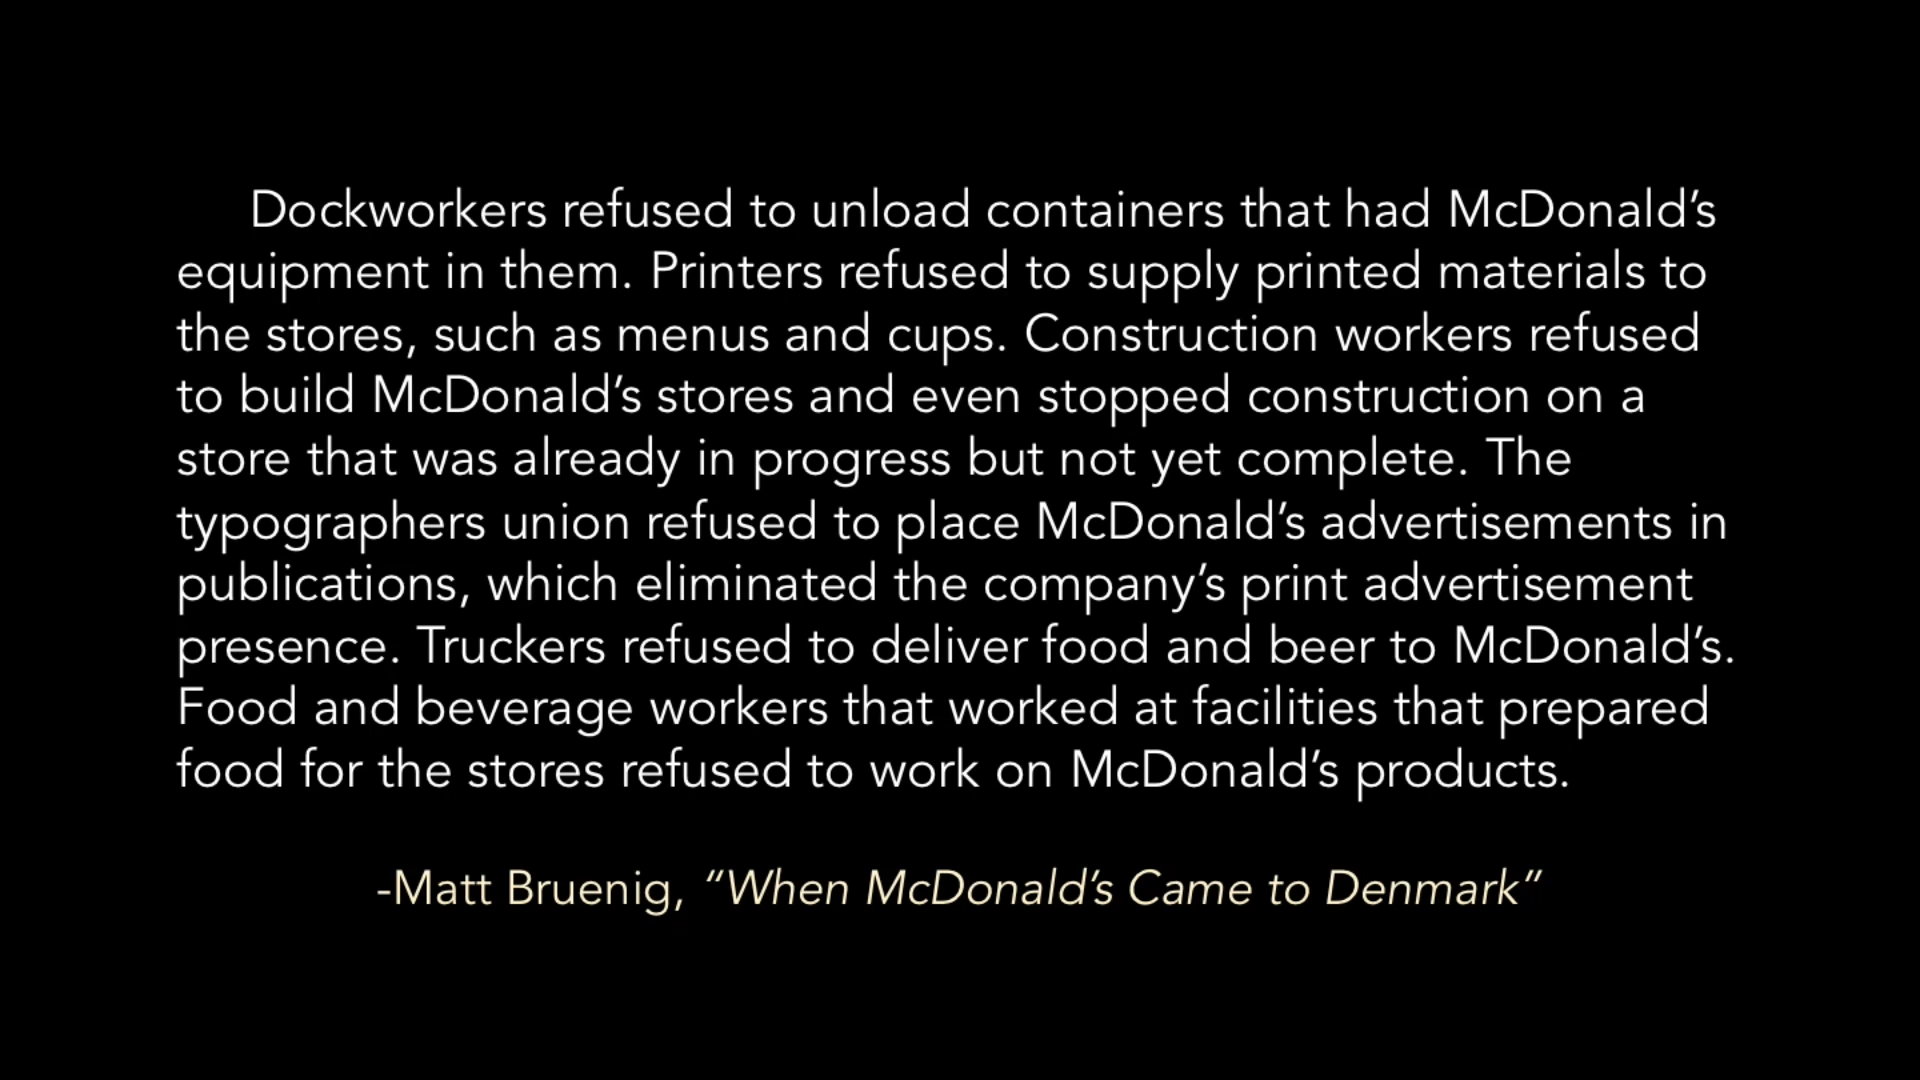 Dockworkers refused to unload containers that had McDonald’s
equipment in them. Printers refused to supply printed materials to
the stores, such as menus and cups. Construction workers refused
to build McDonald’s stores and even stopped construction on a
store that was already in progress but not yet complete. The
typographers union refused to place McDonald’s advertisements in
publications, which eliminated the company’s print advertisement
presence. Truckers refused to deliver food and beer to McDonald’s.
Food and beverage workers that worked at facilities that prepared
food for the stores refused to work on McDonald’s products.
-Matt Bruenig, “When McDonald’s Came to Denmark”